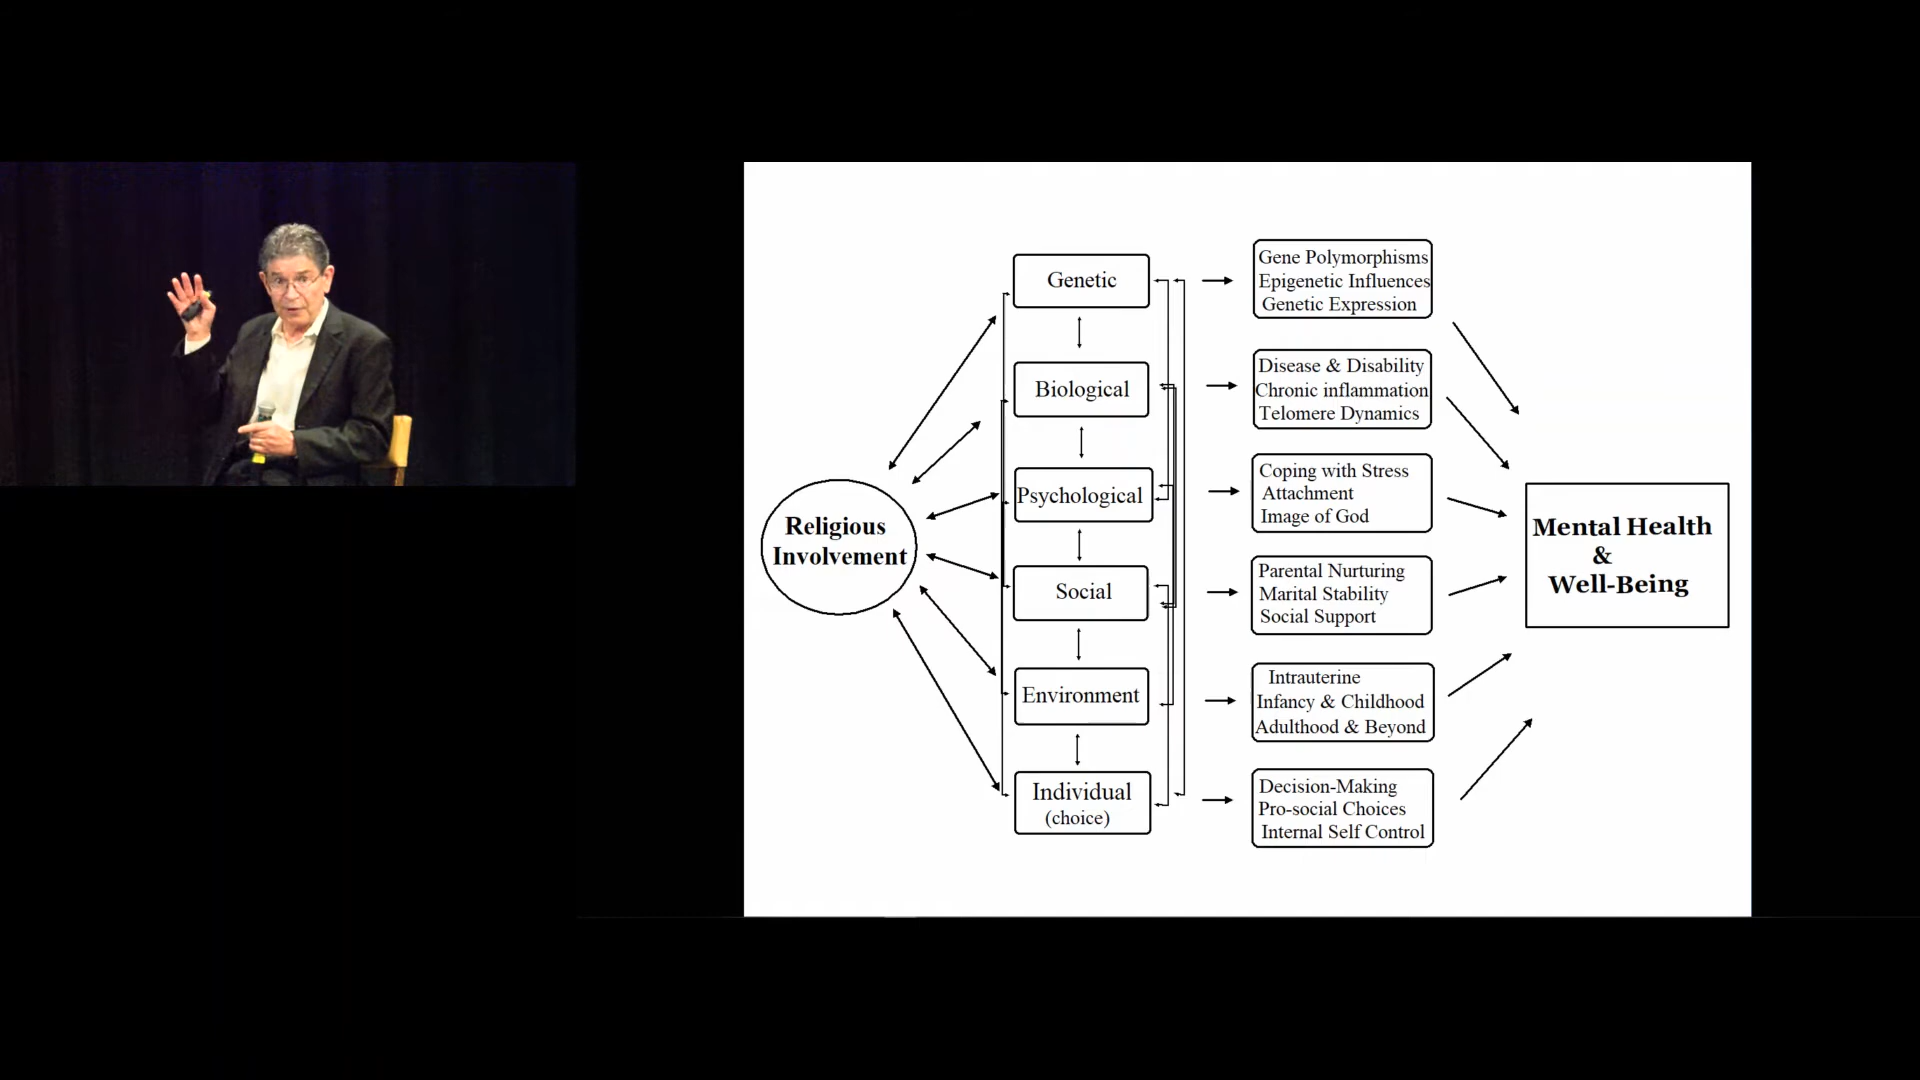 Religious
Involvement
Genetic
Biological
Psychological
Social
Environment
Individual
(choice)
Gene Polymorphisms
Epigenetic Influences
Genetic Expression
Disease & Disability
Chronic inflammation
Telomere Dynamics
Coping with Stress
Attachment
Image of God
Parental Nurturing
Marital Stability
Social Support
Intrauterine
Infancy & Childhood
Adulthood & Beyond
Decision-Making
Pro-social Choices
Internal Self Control
Mental Health
&
Well-Being